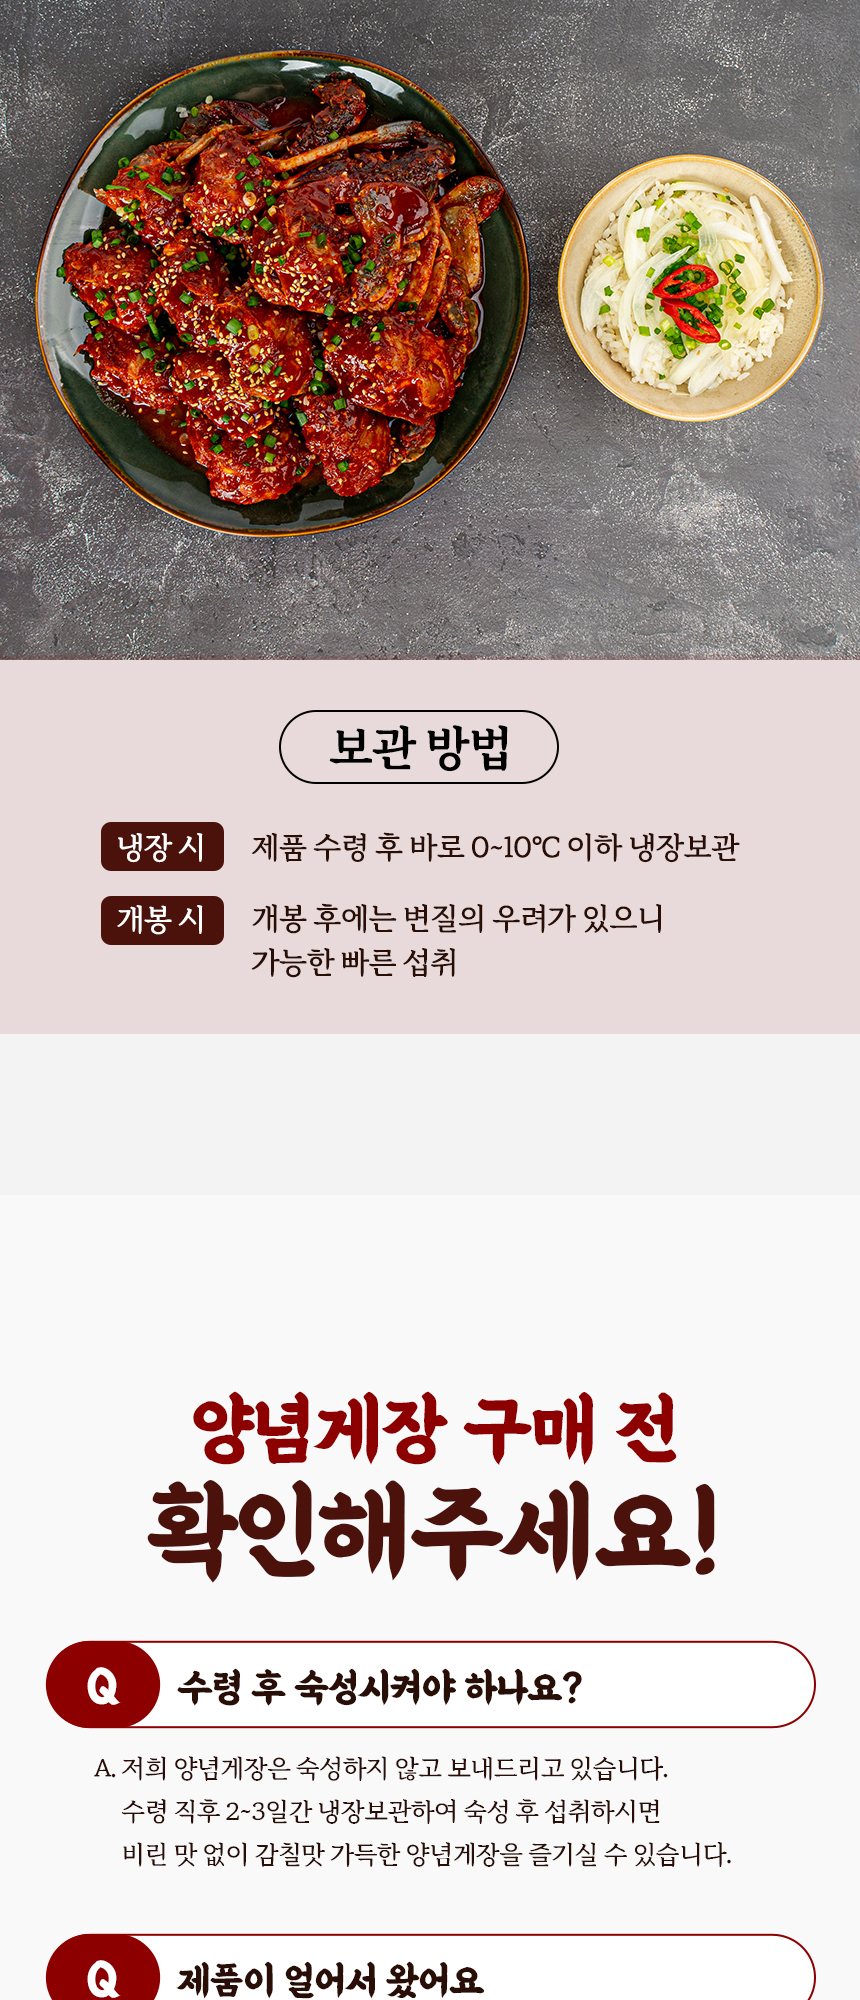 보관 방법
냉장 시 제품 수령 후 바로 0~10℃ 이하 냉장보관
개봉 시 개봉 후에는 변질의 우려가 있으니
가능한 빠른 섭취
양념게장 구매 전
확인해주세요!
Q 수령 후 숙성시켜야 하나요?
A. 저희 양념게장은 숙성하지 않고 보내드리고 있습니다.
수령 직후 2~3일간 냉장보관하여 숙성 후 섭취하시면
비린 맛 없이 감칠맛 가득한 양념게장을 즐기실 수 있습니다.
Q 제품이 얼어서 왔어요